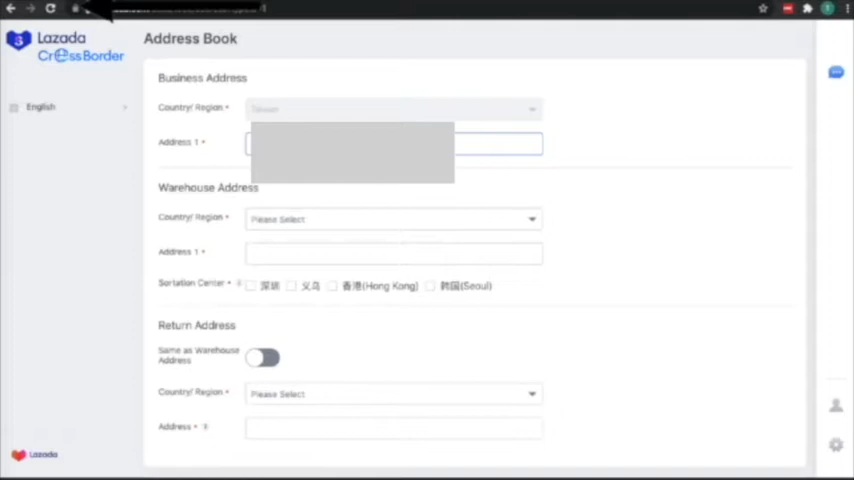 Lazada
CrossBorder
English
Address Book
Business Address
Country/ Region *
Taiwan
Address 1 *
Warehouse Address
Country/ Region *
Please Select
Address 1 *
Sortation Center * 深圳 义乌 香港(Hong Kong) 韩国(Seoul)
Return Address
Same as Warehouse
Address
Country/ Region *
Please Select
Address *
Lazada